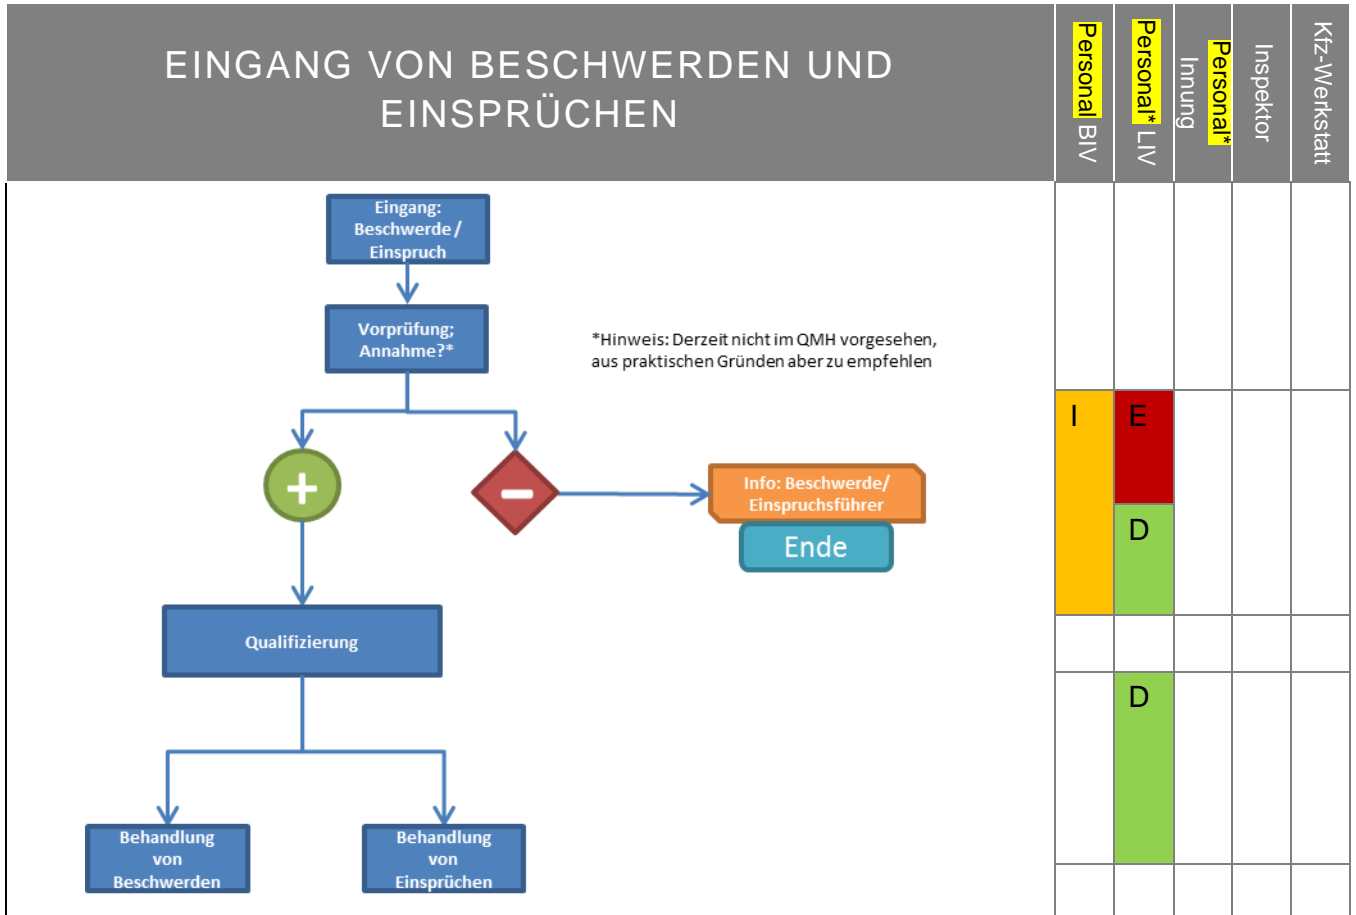 EINGANG VON BESCHWERDEN UND
EINSPRÜCHEN
Personal BIV
Personal* LIV
Personal*
Innung
Inspektor
Kfz-Werkstatt
Eingang:
Beschwerde/
Einspruch
Vorprüfung;
Annahme?*
*Hinweis: Derzeit nicht im QMH vorgesehen,
aus praktischen Gründen aber zu empfehlen
I
E
+
−
Info: Beschwerde/
Einspruchsführer
Ende
D
Qualifizierung
D
Behandlung
von
Beschwerden
Behandlung
von
Einsprüchen